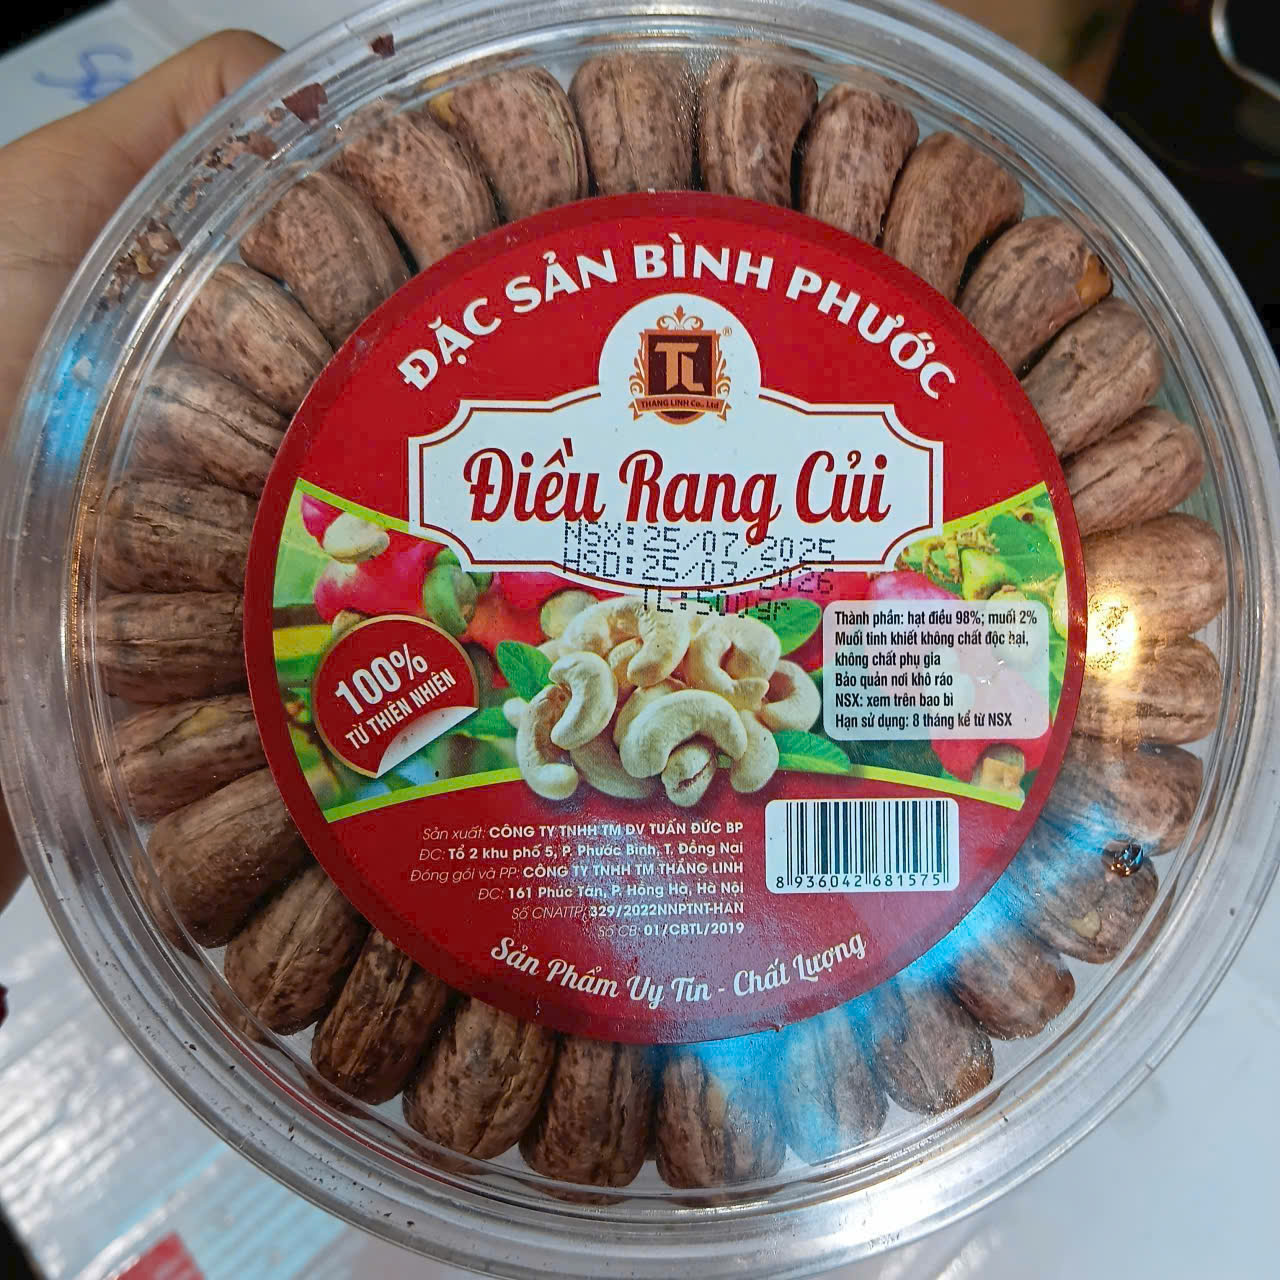 ĐẶC SẢN BÌNH PHƯỚC
®
TL
THANG LINH Co., Ltd
Điều Rang Củi
NSX:25/07/2025
HSD:25/03/2026
TL:500gr
100%
TỪ THIÊN NHIÊN
Thành phần: hạt điều 98%; muối 2%
Muối tinh khiết không chất độc hại,
không chất phụ gia
Bảo quản nơi khô ráo
NSX: xem trên bao bì
Hạn sử dụng: 8 tháng kể từ NSX
Sản xuất: CÔNG TY TNHH TM DV TUẤN ĐỨC BP
ĐC: Tổ 2 khu phố 5, P. Phước Bình, T. Đồng Nai
Đóng gói và PP: CÔNG TY TNHH TM THĂNG LINH
ĐC: 161 Phúc Tân, P. Hồng Hà, Hà Nội
Số CNATTP: 329/2022NNPTNT-HAN
Số CB: 01/CBTL/2019
8 936042 681575
Sản Phẩm Uy Tín - Chất Lượng